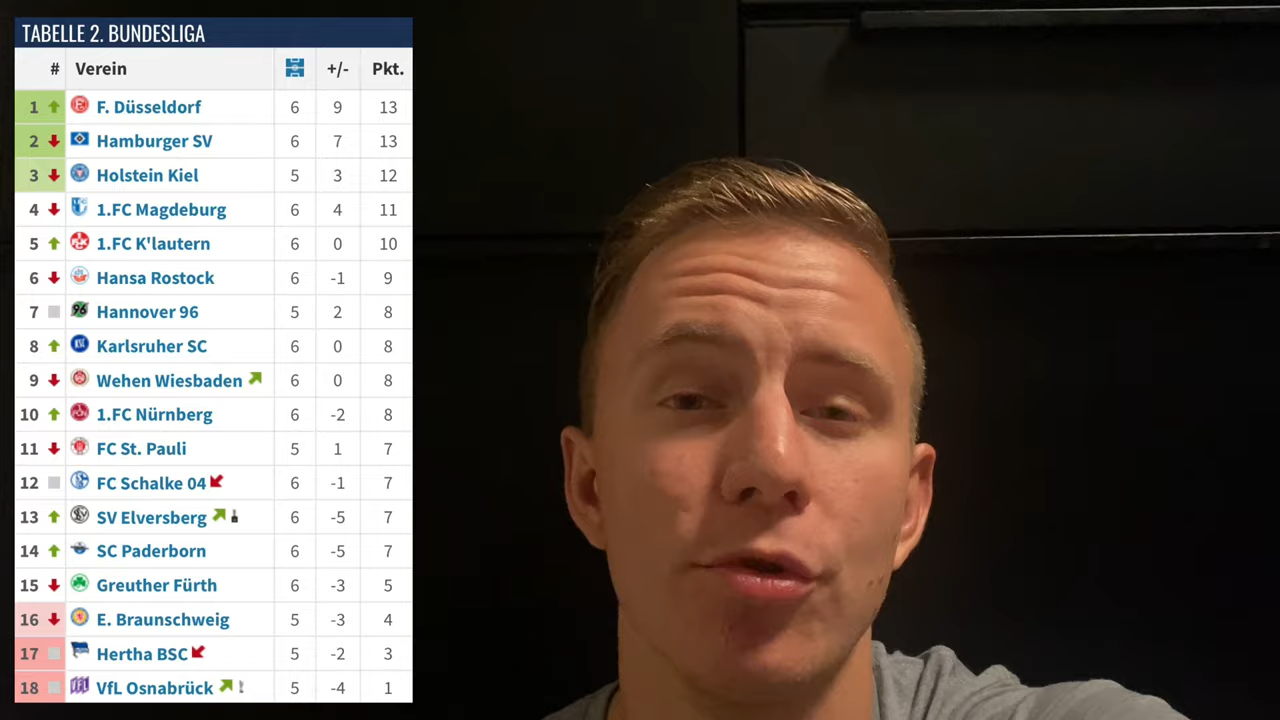 TABELLE 2. BUNDESLIGA
# Verein +/- Pkt.
1 F. Düsseldorf 6 9 13
2 Hamburger SV 6 7 13
3 Holstein Kiel 5 3 12
4 1.FC Magdeburg 6 4 11
5 1.FC K'lautern 6 0 10
6 Hansa Rostock 6 -1 9
7 Hannover 96 5 2 8
8 Karlsruher SC 6 0 8
9 Wehen Wiesbaden 6 0 8
10 1.FC Nürnberg 6 -2 8
11 FC St. Pauli 5 1 7
12 FC Schalke 04 6 -1 7
13 SV Elversberg 6 -5 7
14 SC Paderborn 6 -5 7
15 Greuther Fürth 6 -3 5
16 E. Braunschweig 5 -3 4
17 Hertha BSC 5 -2 3
18 VfL Osnabrück 5 -4 1